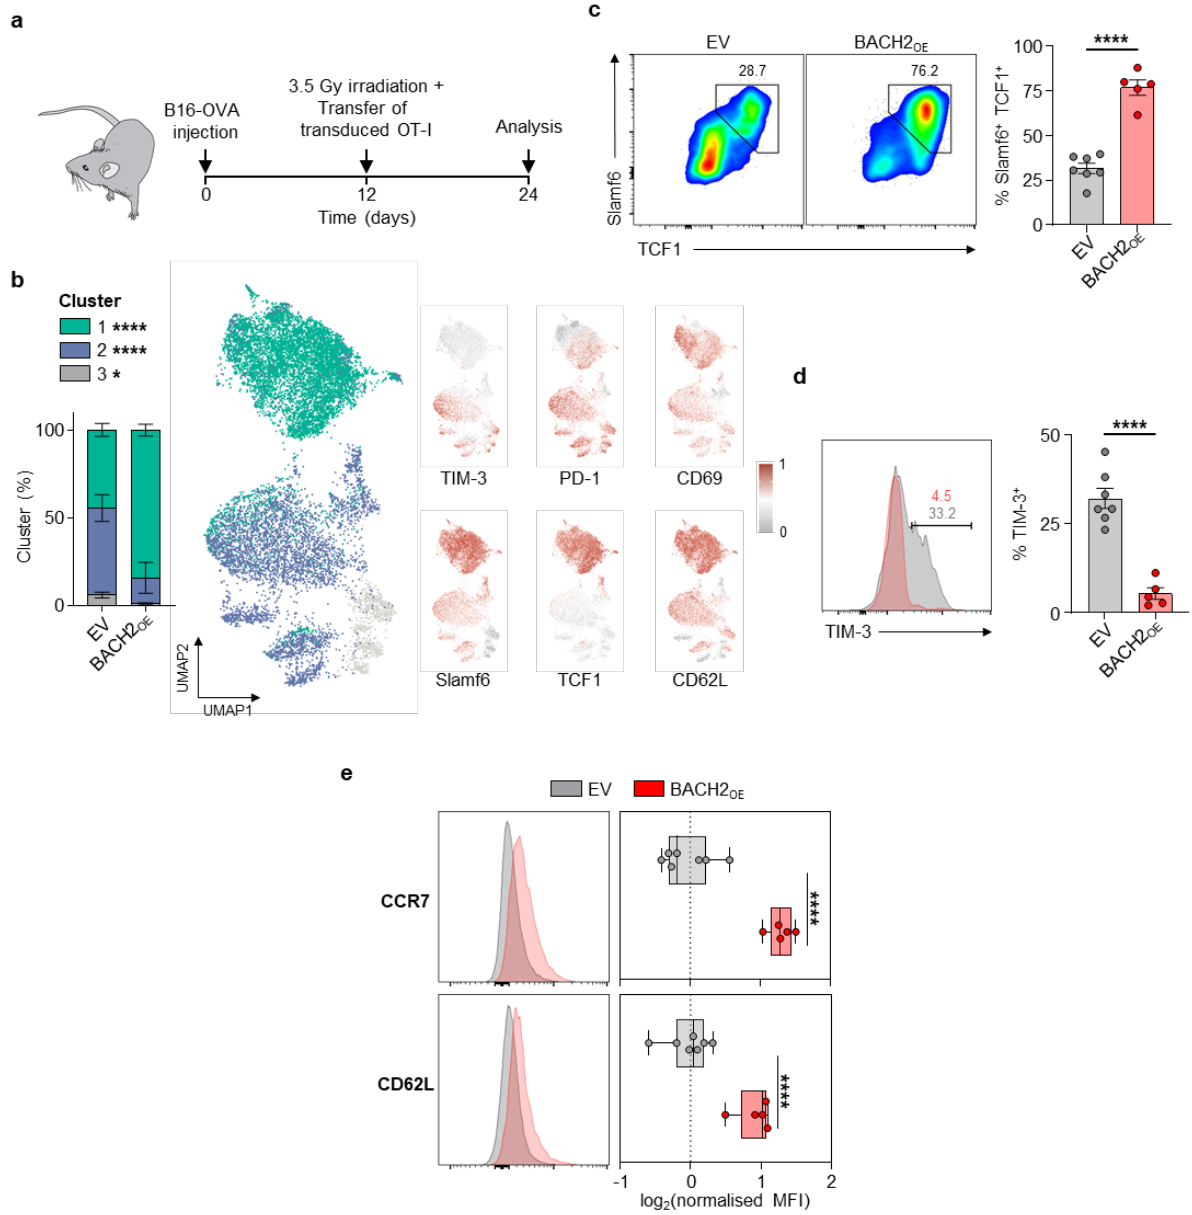 a
B16-OVA
injection
3.5 Gy irradiation +
Transfer of
transduced OT-I
Analysis
0
12
24
Time (days)
b
Cluster
1 ****
2 ****
3 *
100
50
0
Cluster (%)
EV
BACH2OE
UMAP2
UMAP1
TIM-3
PD-1
CD69
1
0
Slamf6
TCF1
CD62L
c
EV
BACH2OE
28.7
76.2
Slamf6
TCF1
****
100
75
50
25
0
% Slamf6+ TCF1+
EV
BACH2OE
d
4.5
33.2
TIM-3
****
50
25
0
% TIM-3+
EV
BACH2OE
e
EV
BACH2OE
CCR7
****
CD62L
****
-1
0
1
2
log2(normalised MFI)